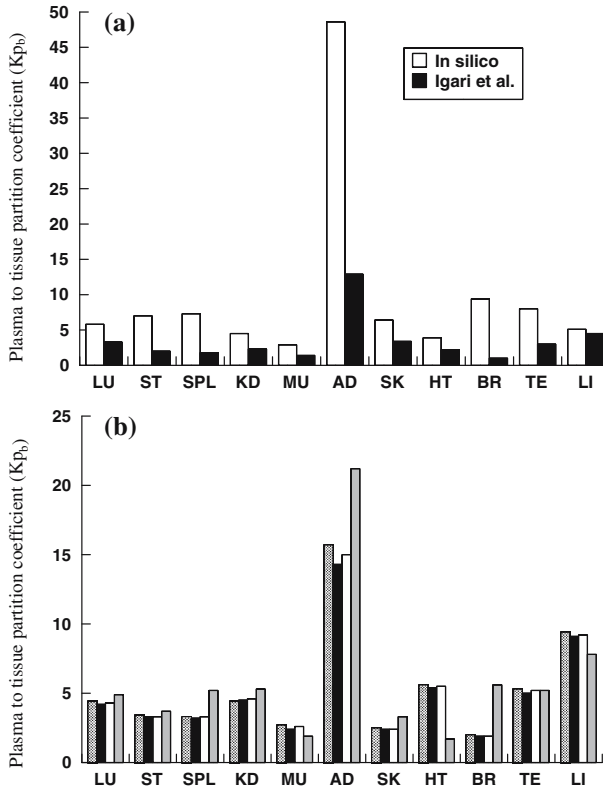 (a)
Plasma to tissue partition coefficient (Kp_b)
50
45
40
35
30
25
20
15
10
5
0
In silico
Igari et al.
LU ST SPL KD MU AD SK HT BR TE LI
(b)
Plasma to tissue partition coefficient (Kp_b)
25
20
15
10
5
0
LU ST SPL KD MU AD SK HT BR TE LI